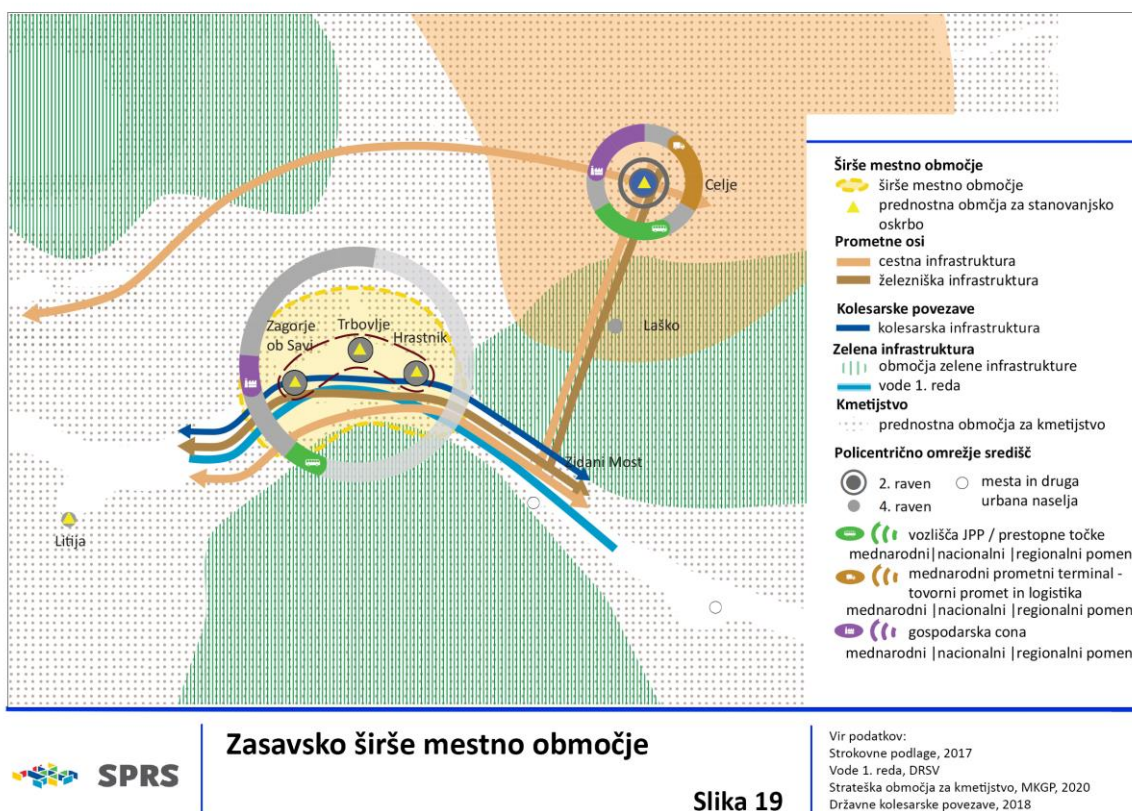 Celje
Zagorje
ob Savi
Trbovlje
Hrastnik
Laško
Zidani Most
Litija
Širše mestno območje
širše mestno območje
prednostna občmčja za stanovanjsko
oskrbo
Prometne osi
cestna infrastruktura
železniška infrastruktura
Kolesarske povezave
kolesarska infrastruktura
Zelena infrastruktura
območja zelene infrastrukture
vode 1. reda
Kmetijstvo
prednostna območja za kmetijstvo
Policentrično omrežje središč
2. raven
4. raven
mesta in druga
urbana naselja
vozlišča JPP / prestopne točke
mednarodni|nacionalni |regionalni pomen
mednarodni prometni terminal -
tovorni promet in logistika
mednarodni |nacionalni |regionalni pomen
gospodarska cona
mednarodni |nacionalni |regionalni pomen
SPRS
Zasavsko širše mestno območje
Slika 19
Vir podatkov:
Strokovne podlage, 2017
Vode 1. reda, DRSV
Strateška območja za kmetijstvo, MKGP, 2020
Državne kolesarske povezave, 2018